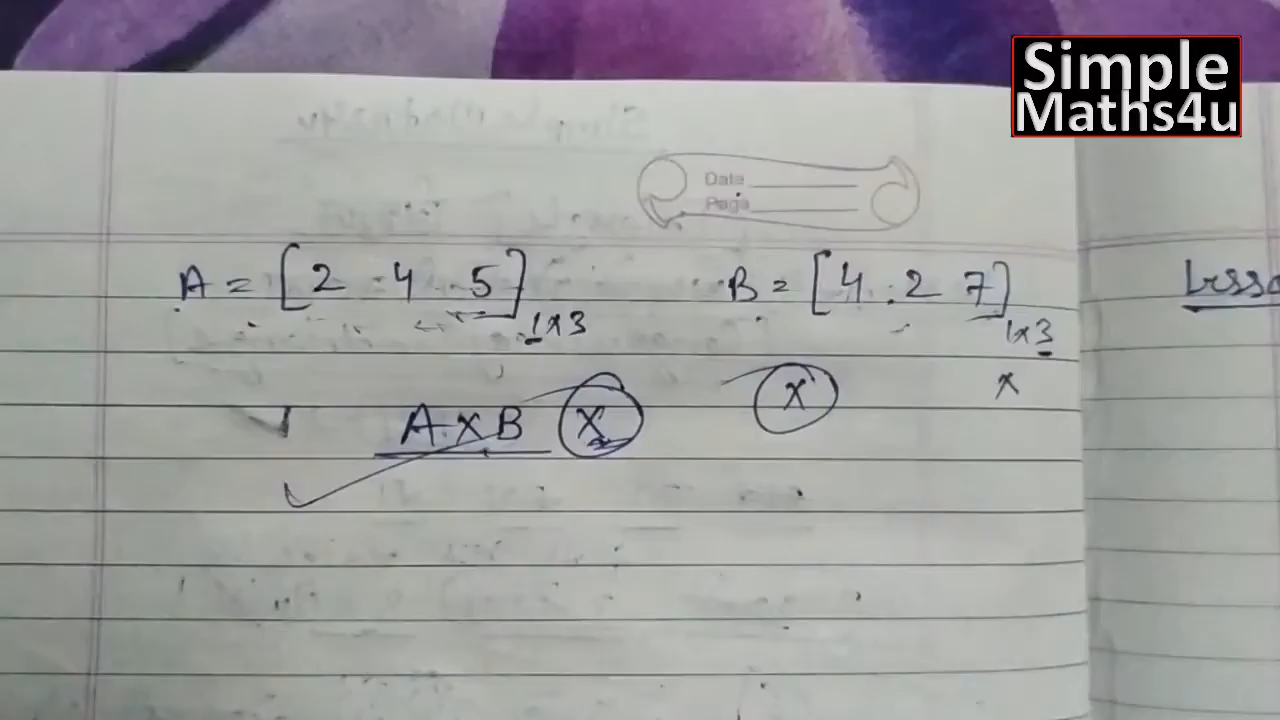 Simple
Maths4u
Date
Page
A = [2 4 5] 1x3 B = [4 2 7] 1x3
x
A x B x x